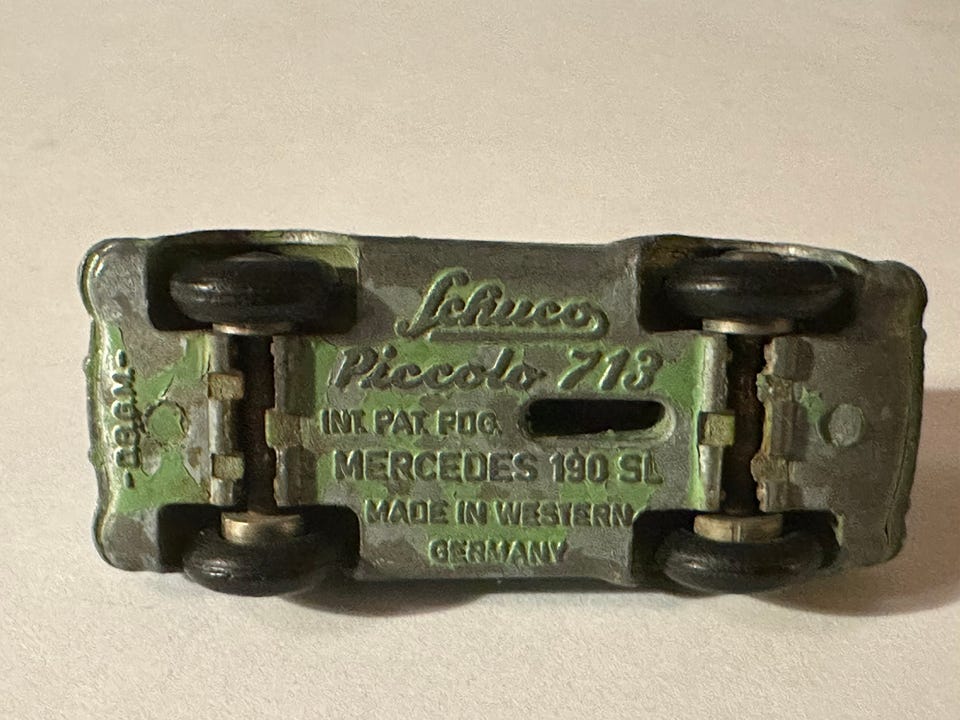 Schuco
Piccolo 713
INT. PAT. PDG.
MERCEDES 190 SL
MADE IN WESTERN
GERMANY
-D.B.G.M.-